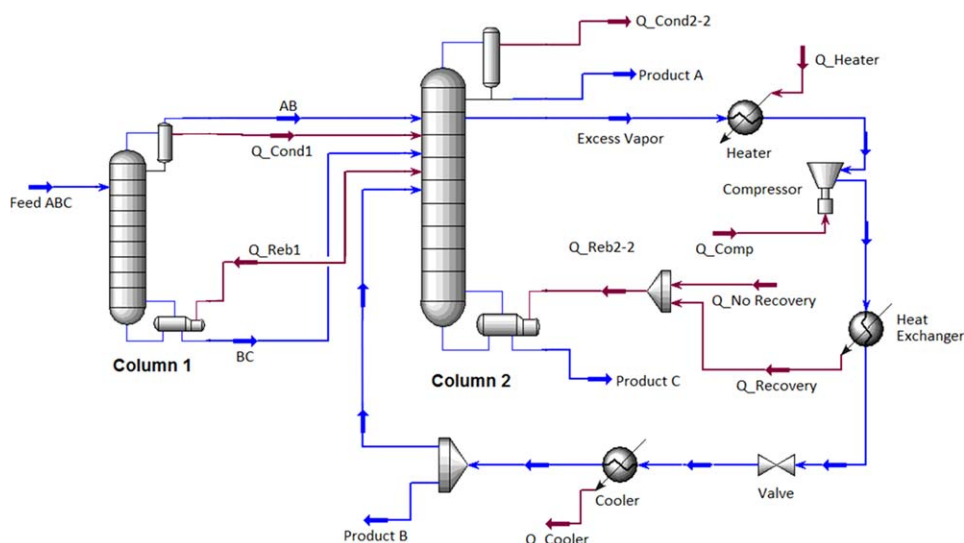 Q_Cond2-2
Product A
Q_Heater
AB
Excess Vapor
Heater
Q_Cond1
Compressor
Feed ABC
Q_Reb1
Q_Reb2-2
Q_Comp
Q_No Recovery
Heat
Exchanger
Column 1
BC
Column 2
Product C
Q_Recovery
Cooler
Valve
Product B
Q_Cooler